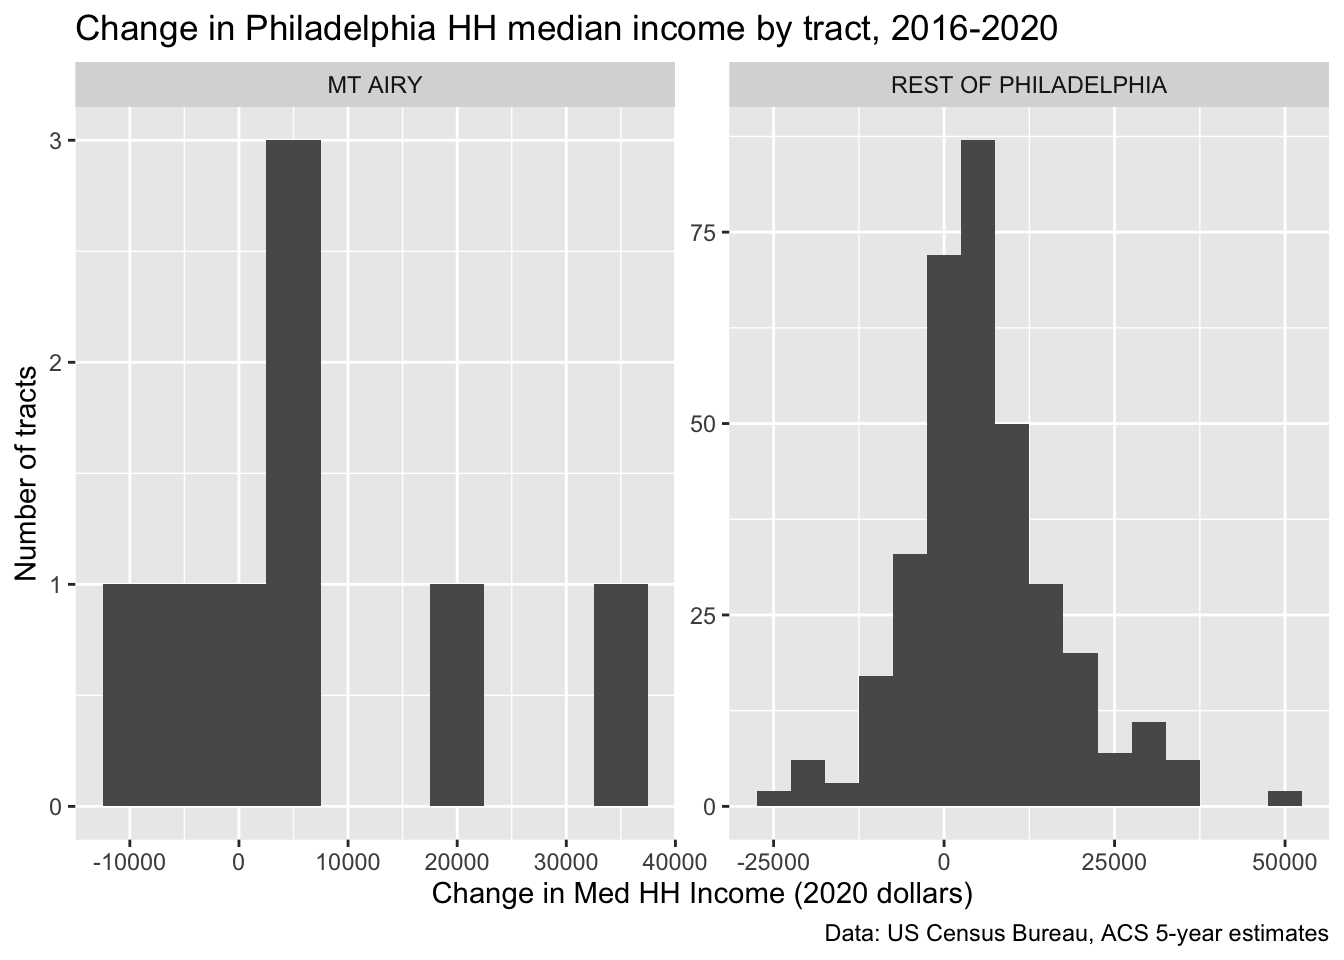 Change in Philadelphia HH median income by tract, 2016-2020
MT AIRY
REST OF PHILADELPHIA
Number of tracts
3
2
1
0
75
50
25
0
-10000 0 10000 20000 30000 40000
-25000 0 25000 50000
Change in Med HH Income (2020 dollars)
Data: US Census Bureau, ACS 5-year estimates